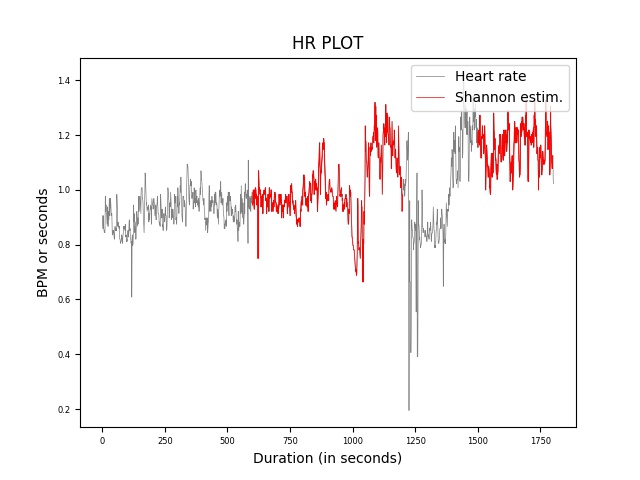 HR PLOT
Heart rate
Shannon estim.
1.4
1.2
1.0
0.8
0.6
0.4
0.2
BPM or seconds
0 250 500 750 1000 1250 1500 1750
Duration (in seconds)